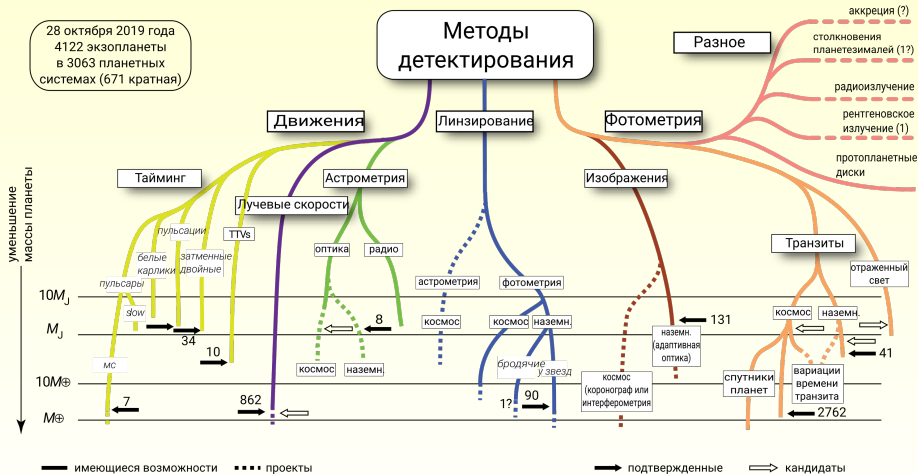 28 октября 2019 года
4122 экзопланеты
в 3063 планетных
системах (671 кратная)
Методы
детектирования
Разное
аккреция (?)
столкновения
планетезималей (1?)
радиоизлучение
рентгеновское
излучение (1)
протопланетные
диски
Движения
Линзирование
Фотометрия
Тайминг
Астрометрия
Изображения
Лучевые скорости
уменьшение
массы планеты
пульсации
TTVs
оптика
радио
Транзиты
белые
карлики
затменные
двойные
пульсары
астрометрия
фотометрия
отраженный
свет
10MJ
slow
космос
космос
наземн.
космос
наземн.
MJ
34
8
131
наземн.
(адаптивная
оптика)
10
41
мс
космос
наземн.
бродячие
у звезд
космос
(коронограф или
интерферометрия
спутники
планет
вариации
времени
транзита
10M⊕
7
862
1?
90
2762
M⊕
имеющиеся возможности
проекты
подтвержденные
кандидаты